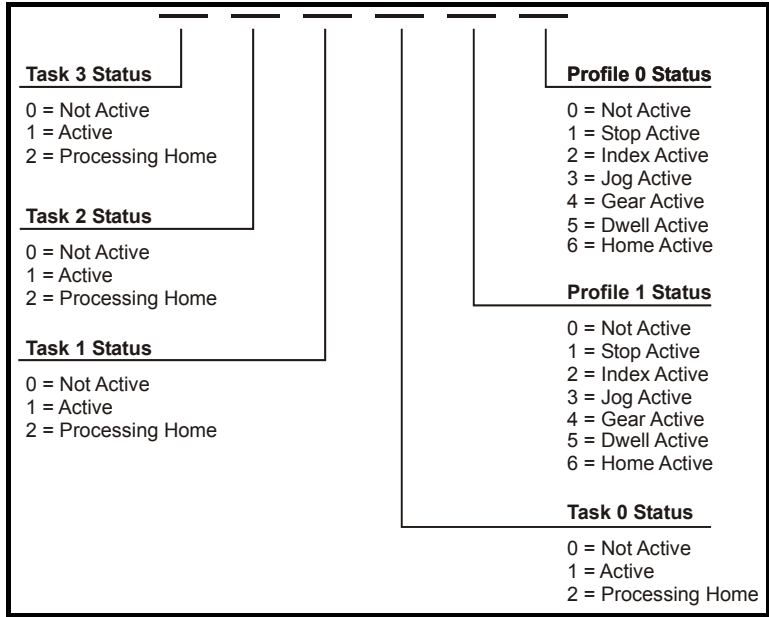 Task 3 Status
0 = Not Active
1 = Active
2 = Processing Home
Task 2 Status
0 = Not Active
1 = Active
2 = Processing Home
Task 1 Status
0 = Not Active
1 = Active
2 = Processing Home
Profile 0 Status
0 = Not Active
1 = Stop Active
2 = Index Active
3 = Jog Active
4 = Gear Active
5 = Dwell Active
6 = Home Active
Profile 1 Status
0 = Not Active
1 = Stop Active
2 = Index Active
3 = Jog Active
4 = Gear Active
5 = Dwell Active
6 = Home Active
Task 0 Status
0 = Not Active
1 = Active
2 = Processing Home